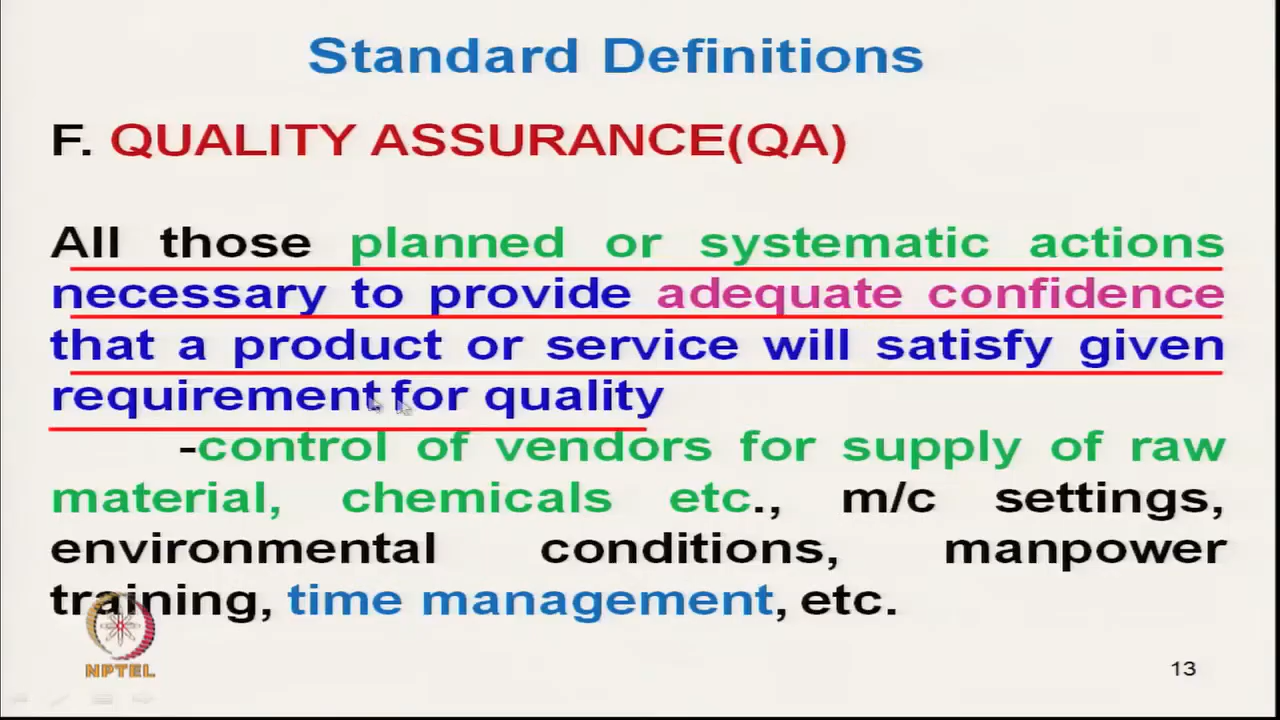 Standard Definitions
F. QUALITY ASSURANCE(QA)
All those planned or systematic actions
necessary to provide adequate confidence
that a product or service will satisfy given
requirement for quality
-control of vendors for supply of raw
material, chemicals etc., m/c settings,
environmental conditions, manpower
training, time management, etc.
NPTEL
13